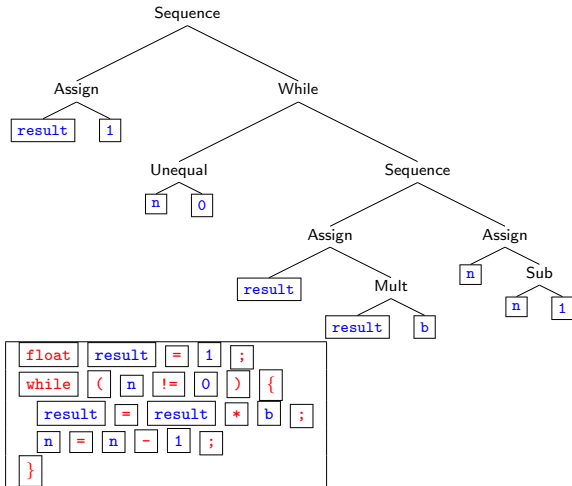 Sequence
Assign While
result 1
Unequal Sequence
n 0
Assign Assign
result n
Mult Sub
result b n 1
float result = 1 ;
while ( n != 0 ) {
result = result * b ;
n = n - 1 ;
}